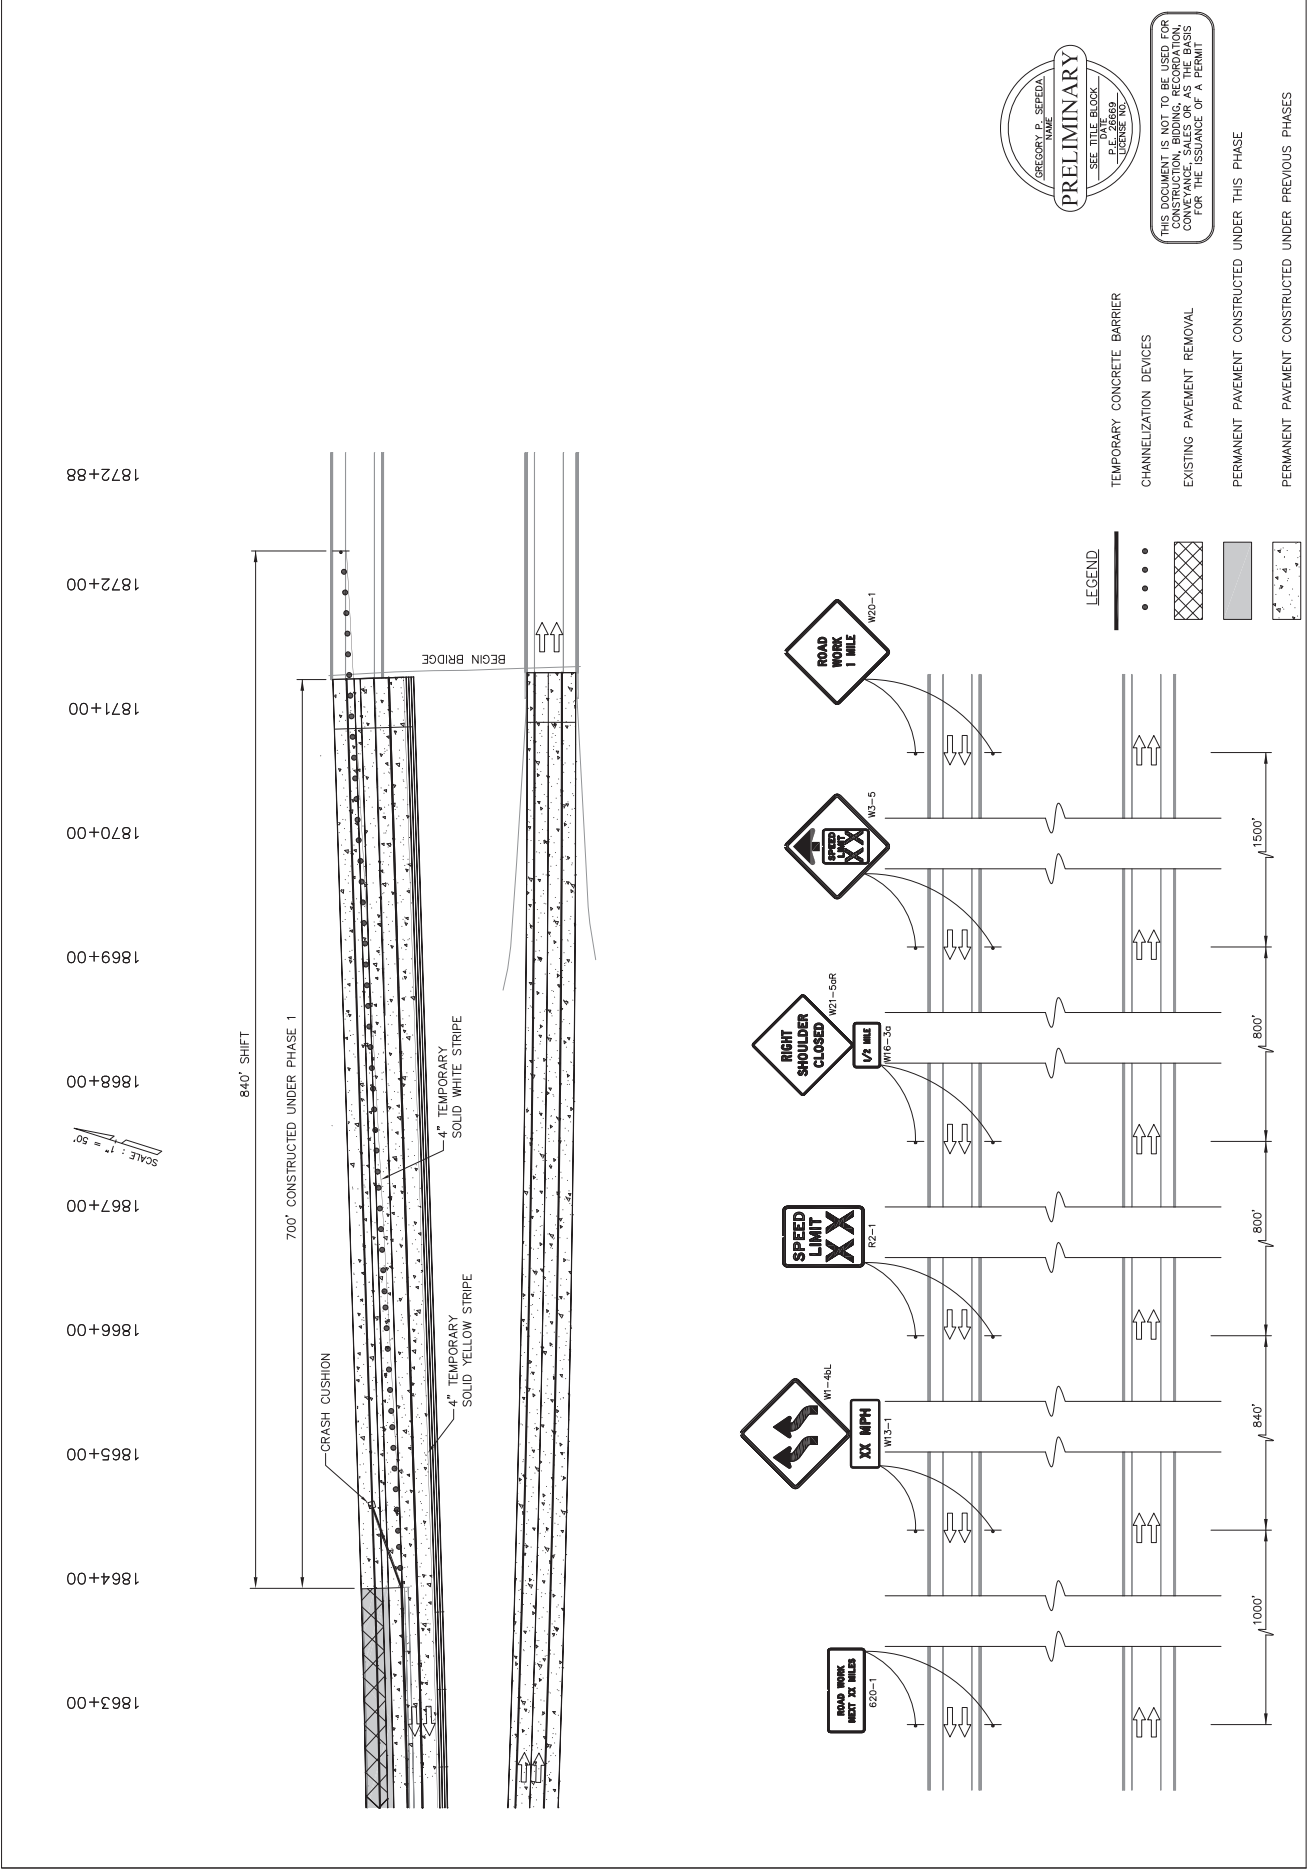 1872+88
1872+00
1871+00
1870+00
1869+00
1868+00
1867+00
1866+00
1865+00
1864+00
1863+00
SCALE : 1" = 50'
840' SHIFT
700' CONSTRUCTED UNDER PHASE 1
CRASH CUSHION
BEGIN BRIDGE
4" TEMPORARY
SOLID WHITE STRIPE
4" TEMPORARY
SOLID YELLOW STRIPE
ROAD WORK
NEXT XX MILES
620-1
W1-4bL
XX MPH
W13-1
SPEED
LIMIT
XX
R2-1
RIGHT
SHOULDER
CLOSED
W21-5aR
1/2 MILE
W16-3a
SPEED
LIMIT
XX
W3-5
ROAD
WORK
1 MILE
W20-1
1000'
840'
800'
800'
1500'
LEGEND
TEMPORARY CONCRETE BARRIER
CHANNELIZATION DEVICES
EXISTING PAVEMENT REMOVAL
PERMANENT PAVEMENT CONSTRUCTED UNDER THIS PHASE
PERMANENT PAVEMENT CONSTRUCTED UNDER PREVIOUS PHASES
GREGORY P. SEPEDA
NAME
PRELIMINARY
SEE TITLE BLOCK
DATE
P.E. 26669
LICENSE NO.
THIS DOCUMENT IS NOT TO BE USED FOR
CONSTRUCTION, BIDDING, RECORDATION,
CONVEYANCE, SALES OR AS THE BASIS
FOR THE ISSUANCE OF A PERMIT